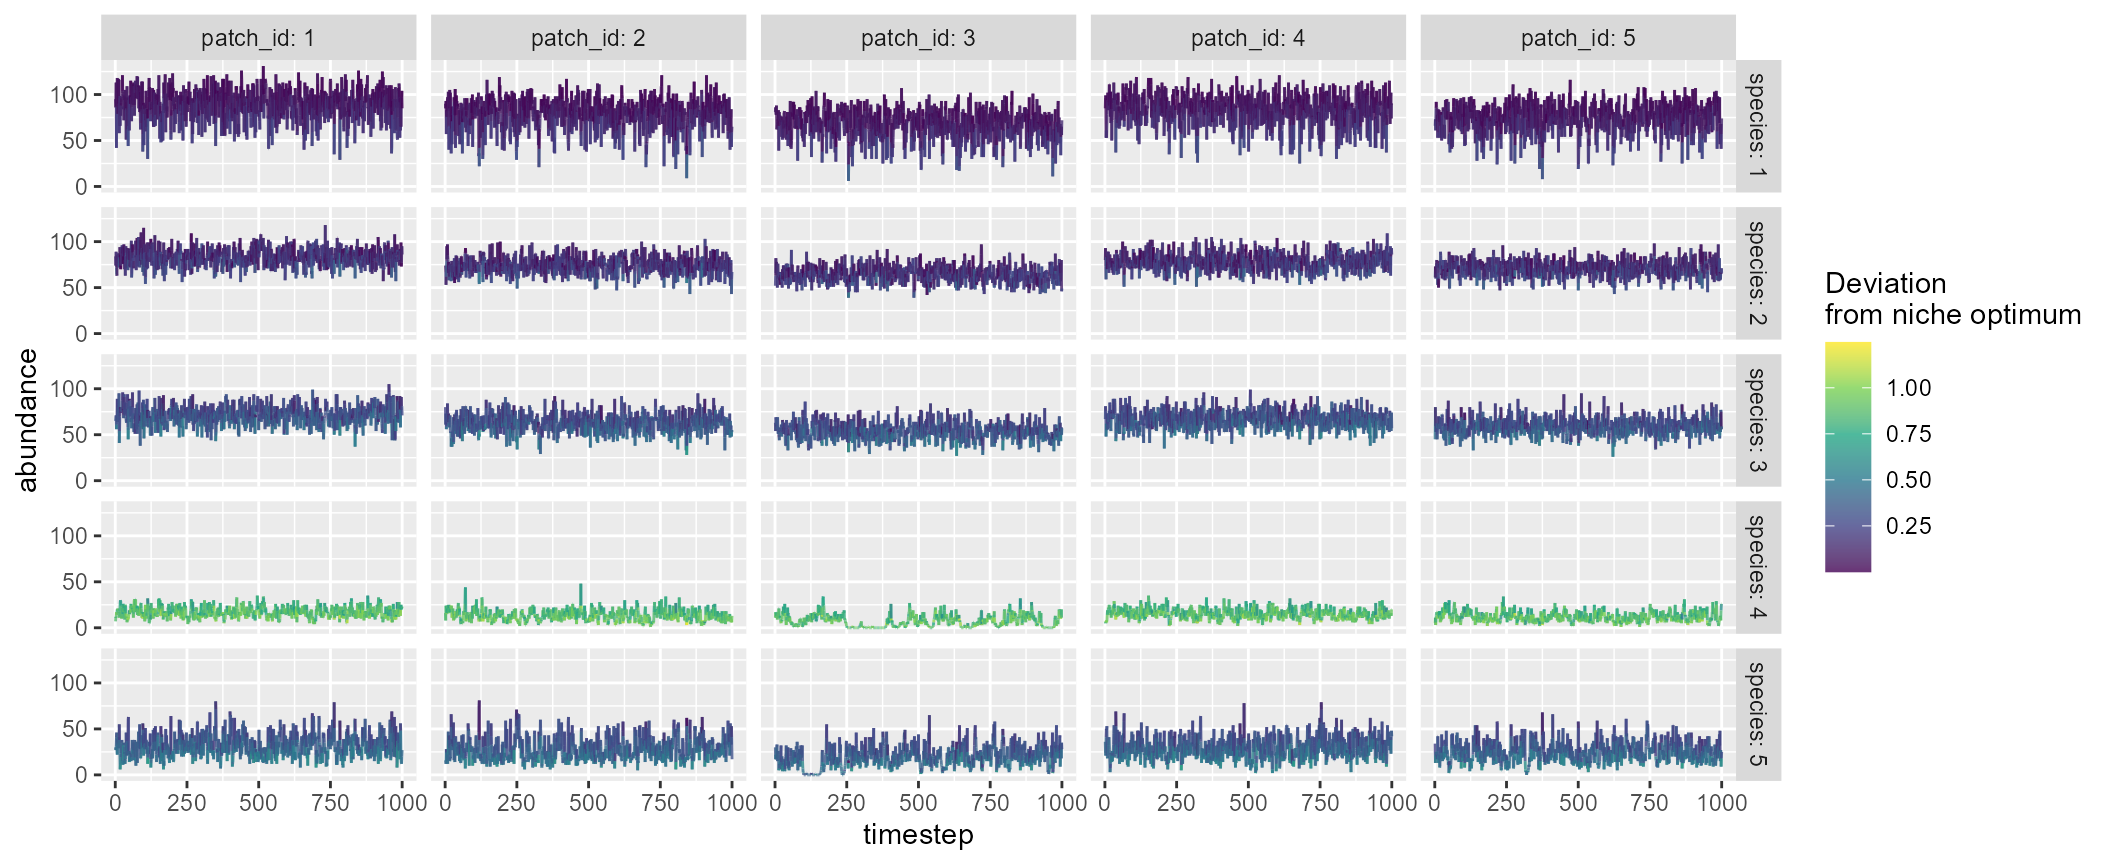 patch_id: 1
patch_id: 2
patch_id: 3
patch_id: 4
patch_id: 5
abundance
100
50
0
species: 1
100
50
0
species: 2
100
50
0
species: 3
100
50
0
species: 4
100
50
0
species: 5
0 250 500 750 1000
0 250 500 750 1000
0 250 500 750 1000
0 250 500 750 1000
0 250 500 750 1000
timestep
Deviation
from niche optimum
1.00
0.75
0.50
0.25